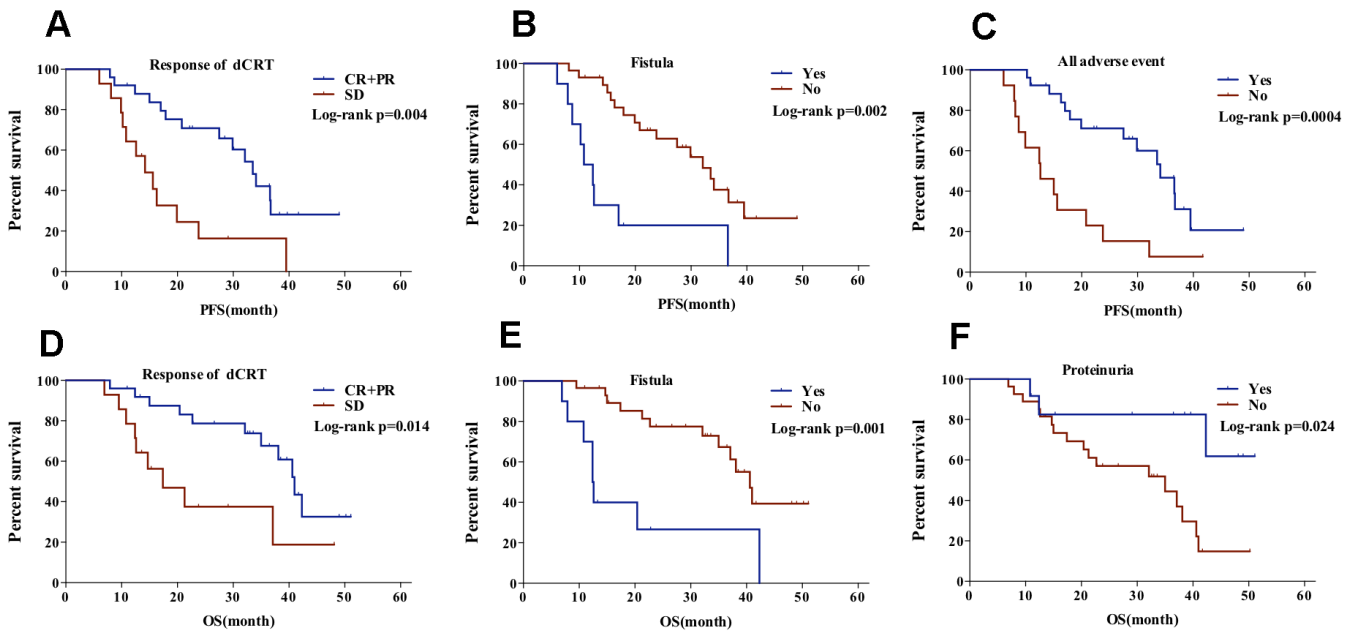 A
Response of dCRT
CR+PR
SD
Log-rank p=0.004
Percent survival
100
80
60
40
20
0
0 10 20 30 40 50 60
PFS(month)
B
Fistula
Yes
No
Log-rank p=0.002
Percent survival
100
80
60
40
20
0
0 10 20 30 40 50 60
PFS(month)
C
All adverse event
Yes
No
Log-rank p=0.0004
Percent survival
100
80
60
40
20
0
0 10 20 30 40 50 60
PFS(month)
D
Response of dCRT
CR+PR
SD
Log-rank p=0.014
Percent survival
100
80
60
40
20
0
0 10 20 30 40 50 60
OS(month)
E
Fistula
Yes
No
Log-rank p=0.001
Percent survival
100
80
60
40
20
0
0 10 20 30 40 50 60
OS(month)
F
Proteinuria
Yes
No
Log-rank p=0.024
Percent survival
100
80
60
40
20
0
0 10 20 30 40 50 60
OS(month)